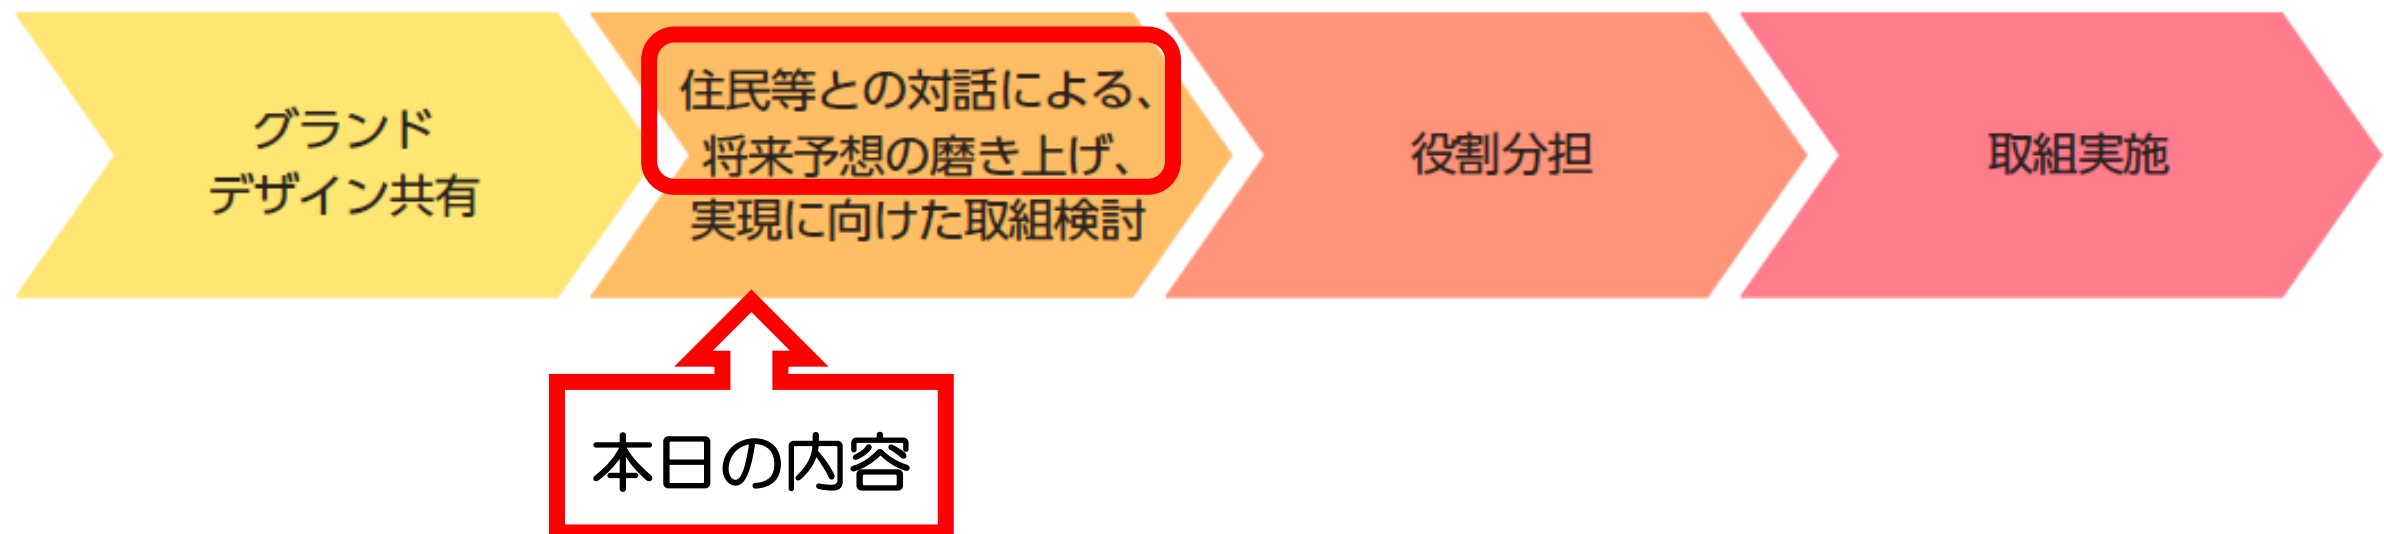 グランド
デザイン共有
住民等との対話による、
将来予想の磨き上げ、
実現に向けた取組検討
役割分担
取組実施
本日の内容